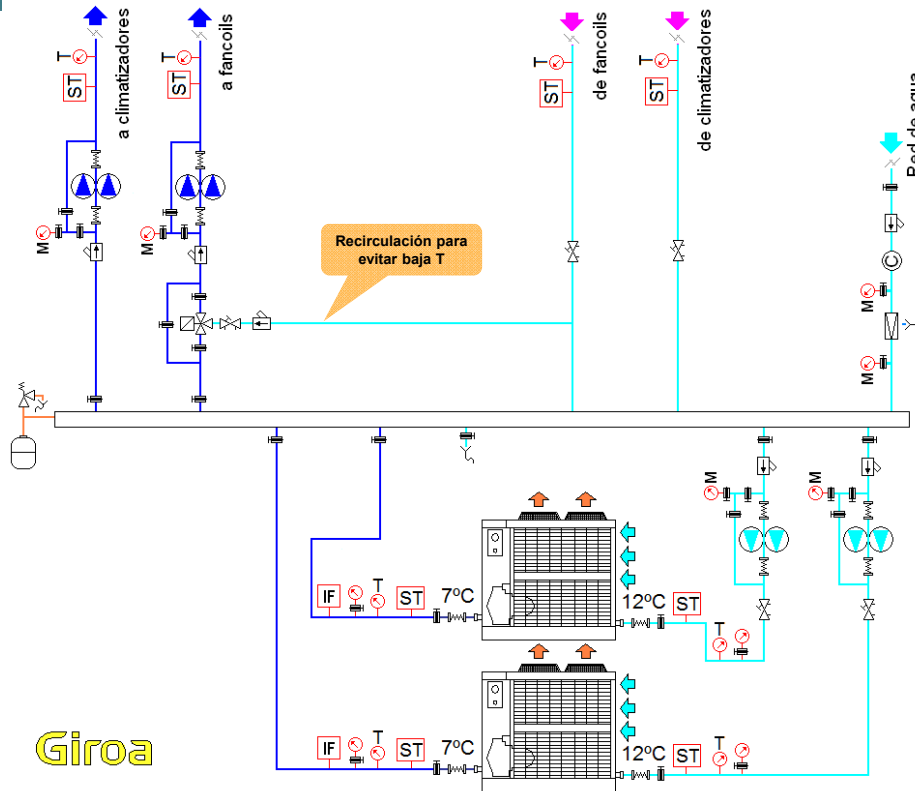 a climatizadores
a fancoils
de fancoils
de climatizadores
Red de agua
T
ST
T
ST
T
ST
T
ST
M
M
C
M
M
Recirculación para
evitar baja T
M
M
IF
T
ST
7ºC
12ºC
ST
T
IF
T
ST
7ºC
12ºC
ST
T
Giroa